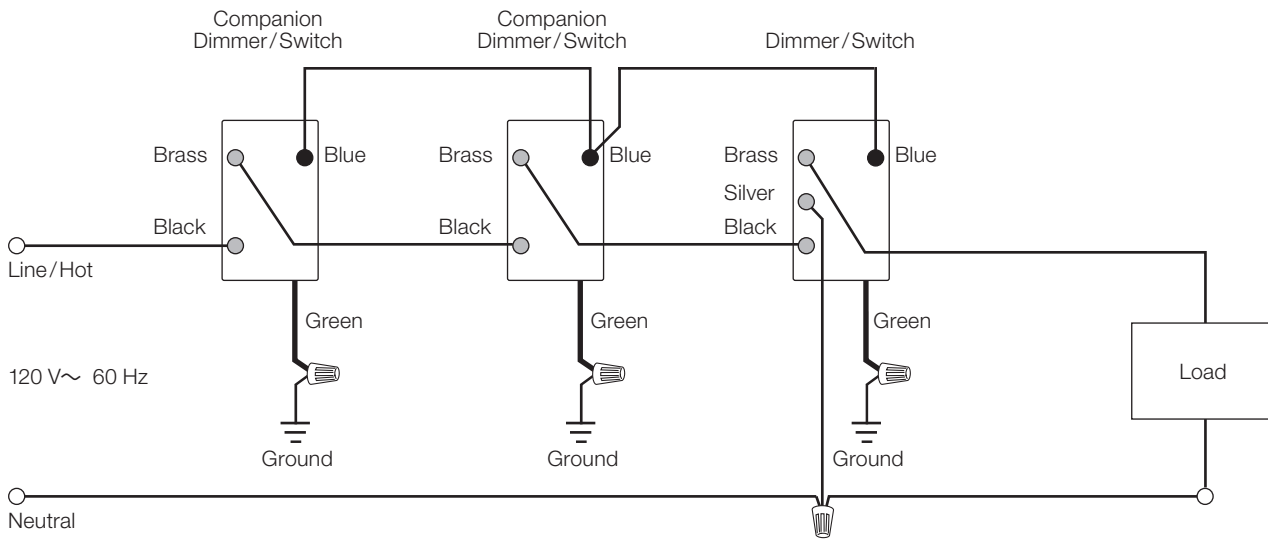 Companion
Dimmer/Switch
Companion
Dimmer/Switch
Dimmer/Switch
Brass
Blue
Brass
Blue
Brass
Blue
Silver
Black
Black
Black
Line/Hot
Green
Green
Green
120 V~ 60 Hz
Load
Ground
Ground
Ground
Neutral